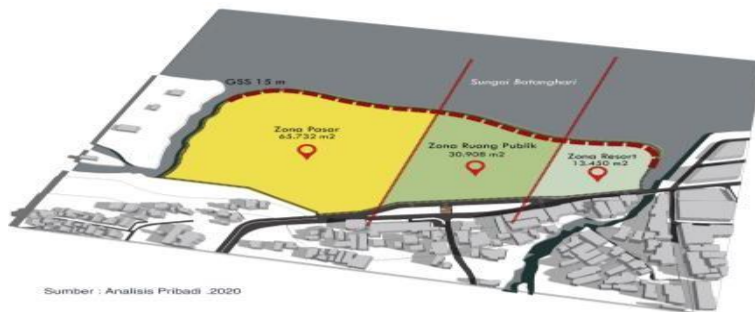 GSS 15 m
Sungai Batanghari
Zona Pasar
65.732 m2
Zona Ruang Publik
30.908 m2
Zona Resort
13.450 m2
Sumber : Analisis Pribadi .2020